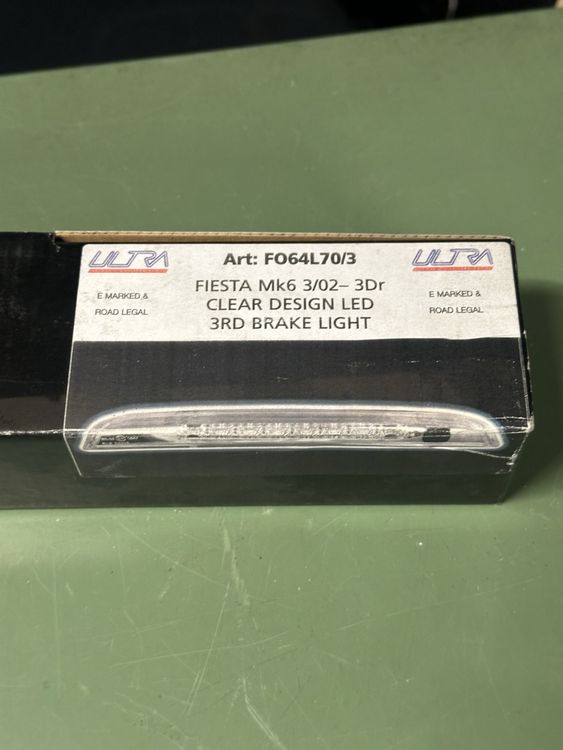 ULTRA
Art: FO64L70/3
ULTRA
FIESTA Mk6 3/02– 3Dr
CLEAR DESIGN LED
3RD BRAKE LIGHT
E MARKED &
ROAD LEGAL
E MARKED &
ROAD LEGAL